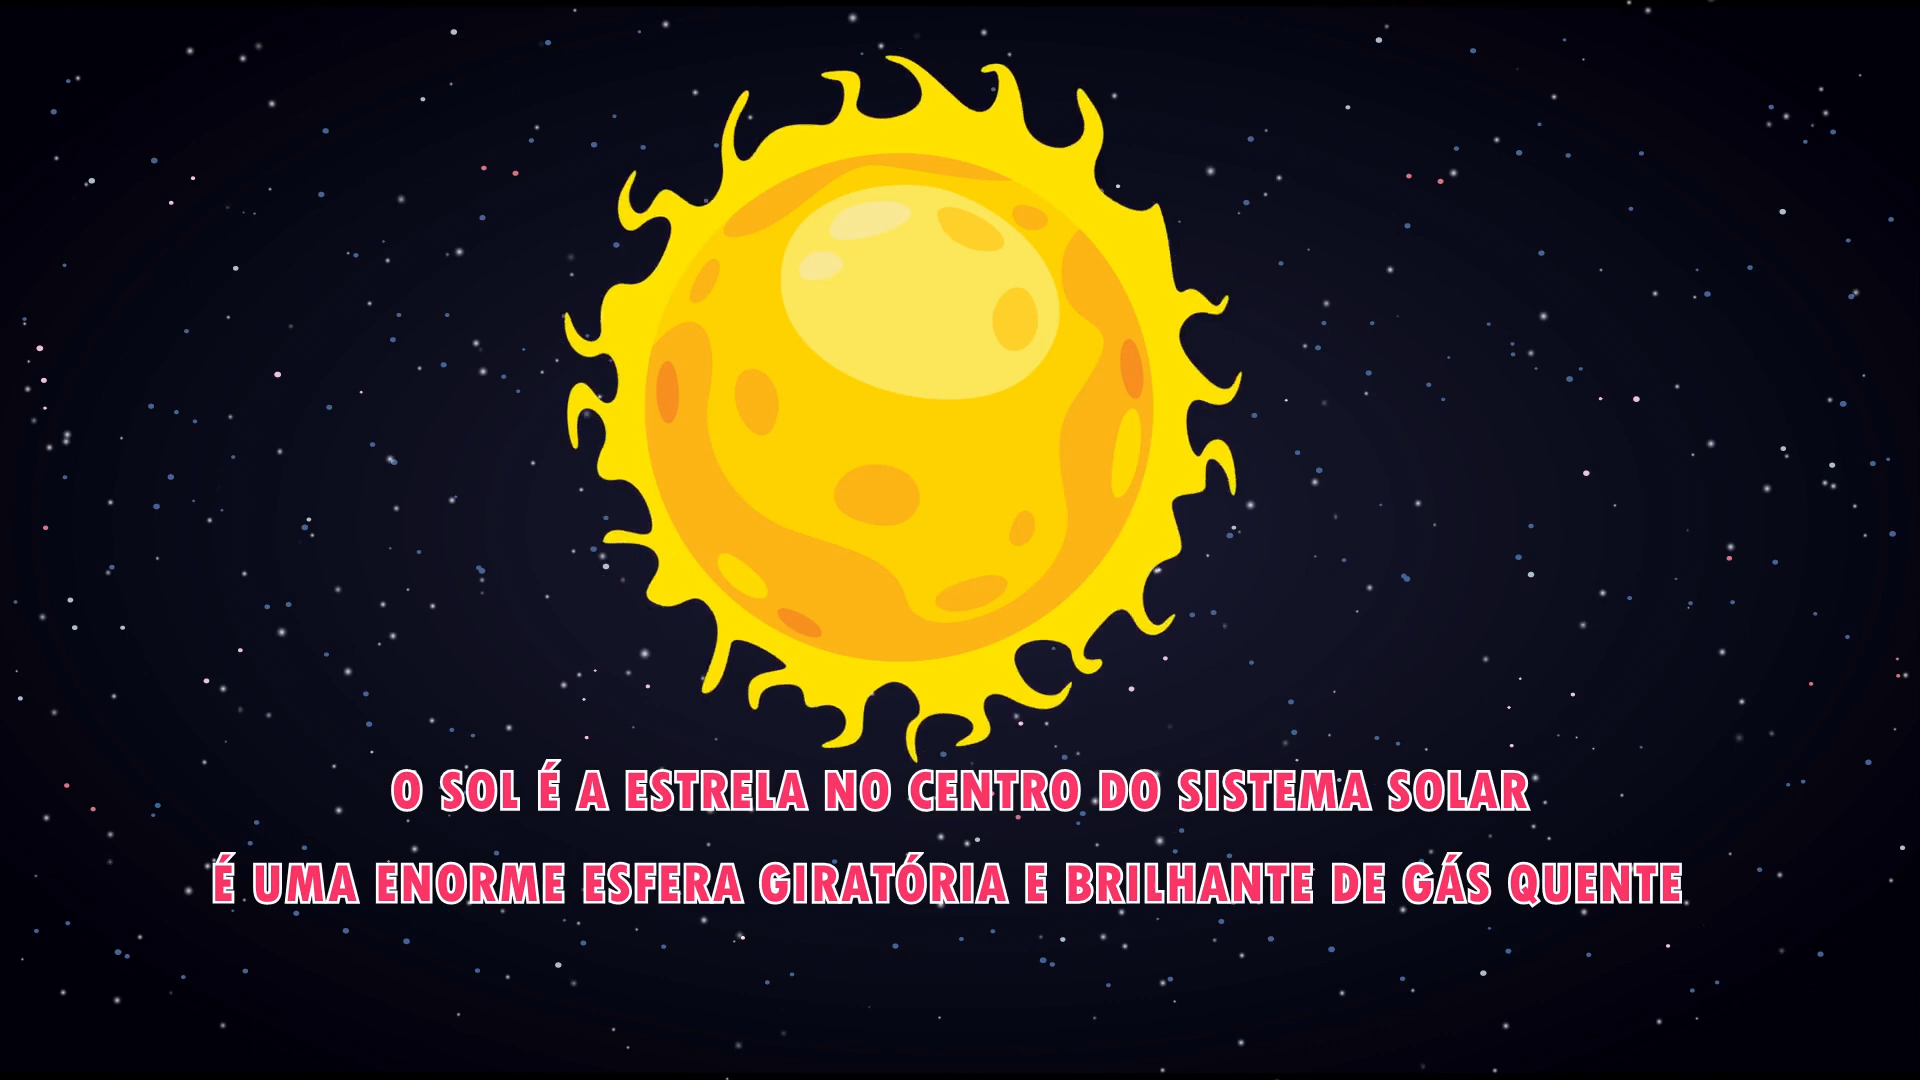 O SOL É A ESTRELA NO CENTRO DO SISTEMA SOLAR
É UMA ENORME ESFERA GIRATÓRIA E BRILHANTE DE GÁS QUENTE